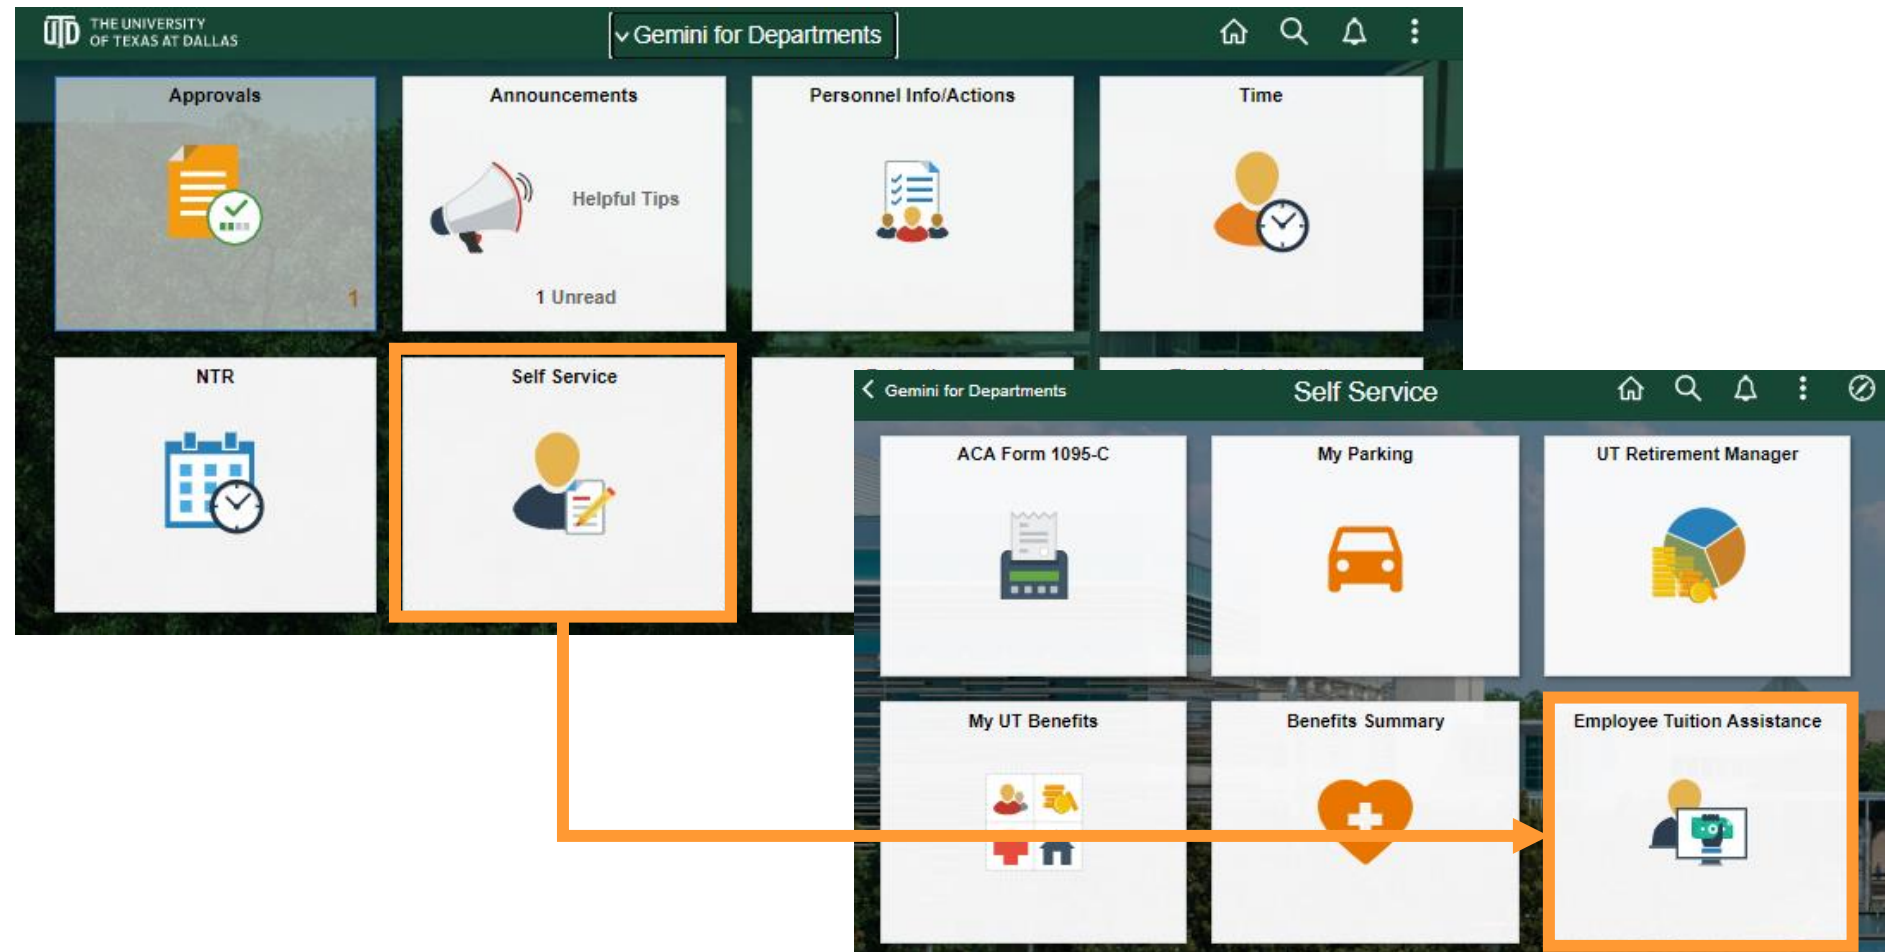 THE UNIVERSITY
OF TEXAS AT DALLAS
Gemini for Departments
Approvals
1
Announcements
Helpful Tips
1 Unread
Personnel Info/Actions
Time
NTR
Self Service
Gemini for Departments
Self Service
ACA Form 1095-C
My Parking
UT Retirement Manager
My UT Benefits
Benefits Summary
Employee Tuition Assistance